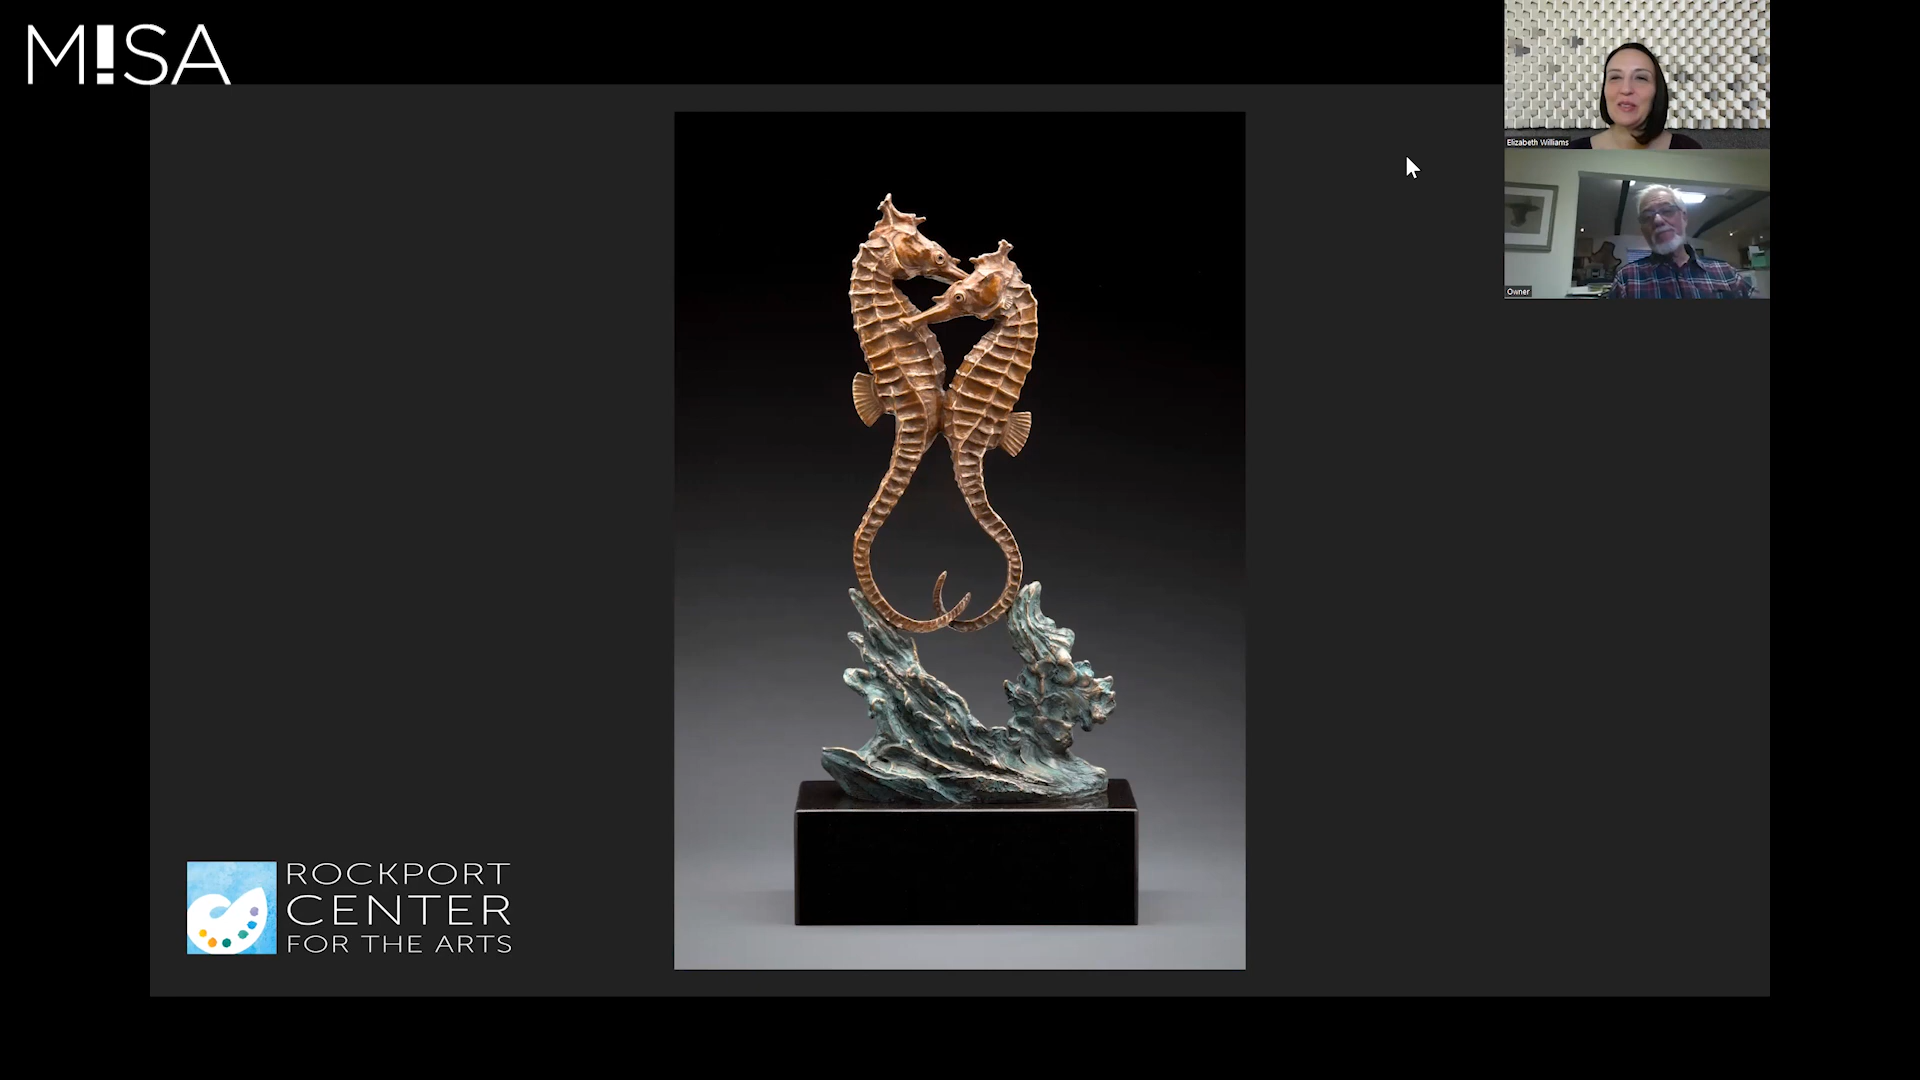 M!SA
Elizabeth Williams
Owner
ROCKPORT
CENTER
FOR THE ARTS